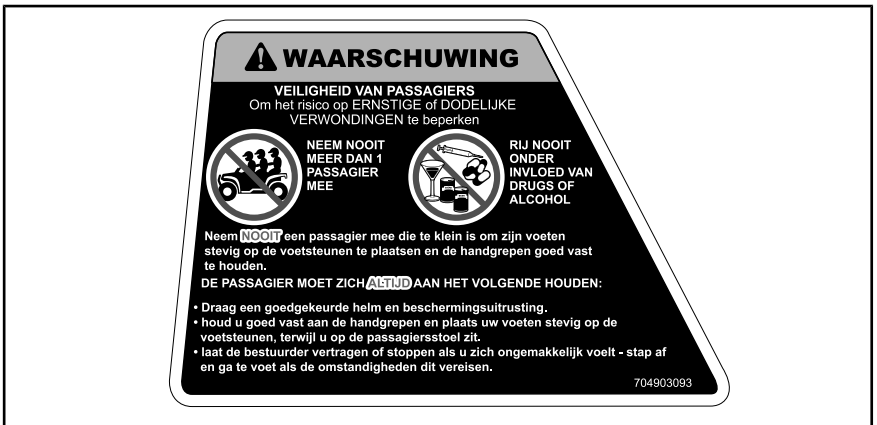 WAARSCHUWING
VEILIGHEID VAN PASSAGIERS
Om het risico op ERNSTIGE of DODELIJKE
VERWONDINGEN te beperken
NEEM NOOIT
MEER DAN 1
PASSAGIER
MEE
RIJ NOOIT
ONDER
INVLOED VAN
DRUGS OF
ALCOHOL
Neem NOOIT een passagier mee die te klein is om zijn voeten
stevig op de voetsteunen te plaatsen en de handgrepen goed vast
te houden.
DE PASSAGIER MOET ZICH ALTIJD AAN HET VOLGENDE HOUDEN:
• Draag een goedgekeurde helm en beschermingsuitrusting.
• houd u goed vast aan de handgrepen en plaats uw voeten stevig op de
voetsteunen, terwijl u op de passagiersstoel zit.
• laat de bestuurder vertragen of stoppen als u zich ongemakkelijk voelt - stap af
en ga te voet als de omstandigheden dit vereisen.
704903093